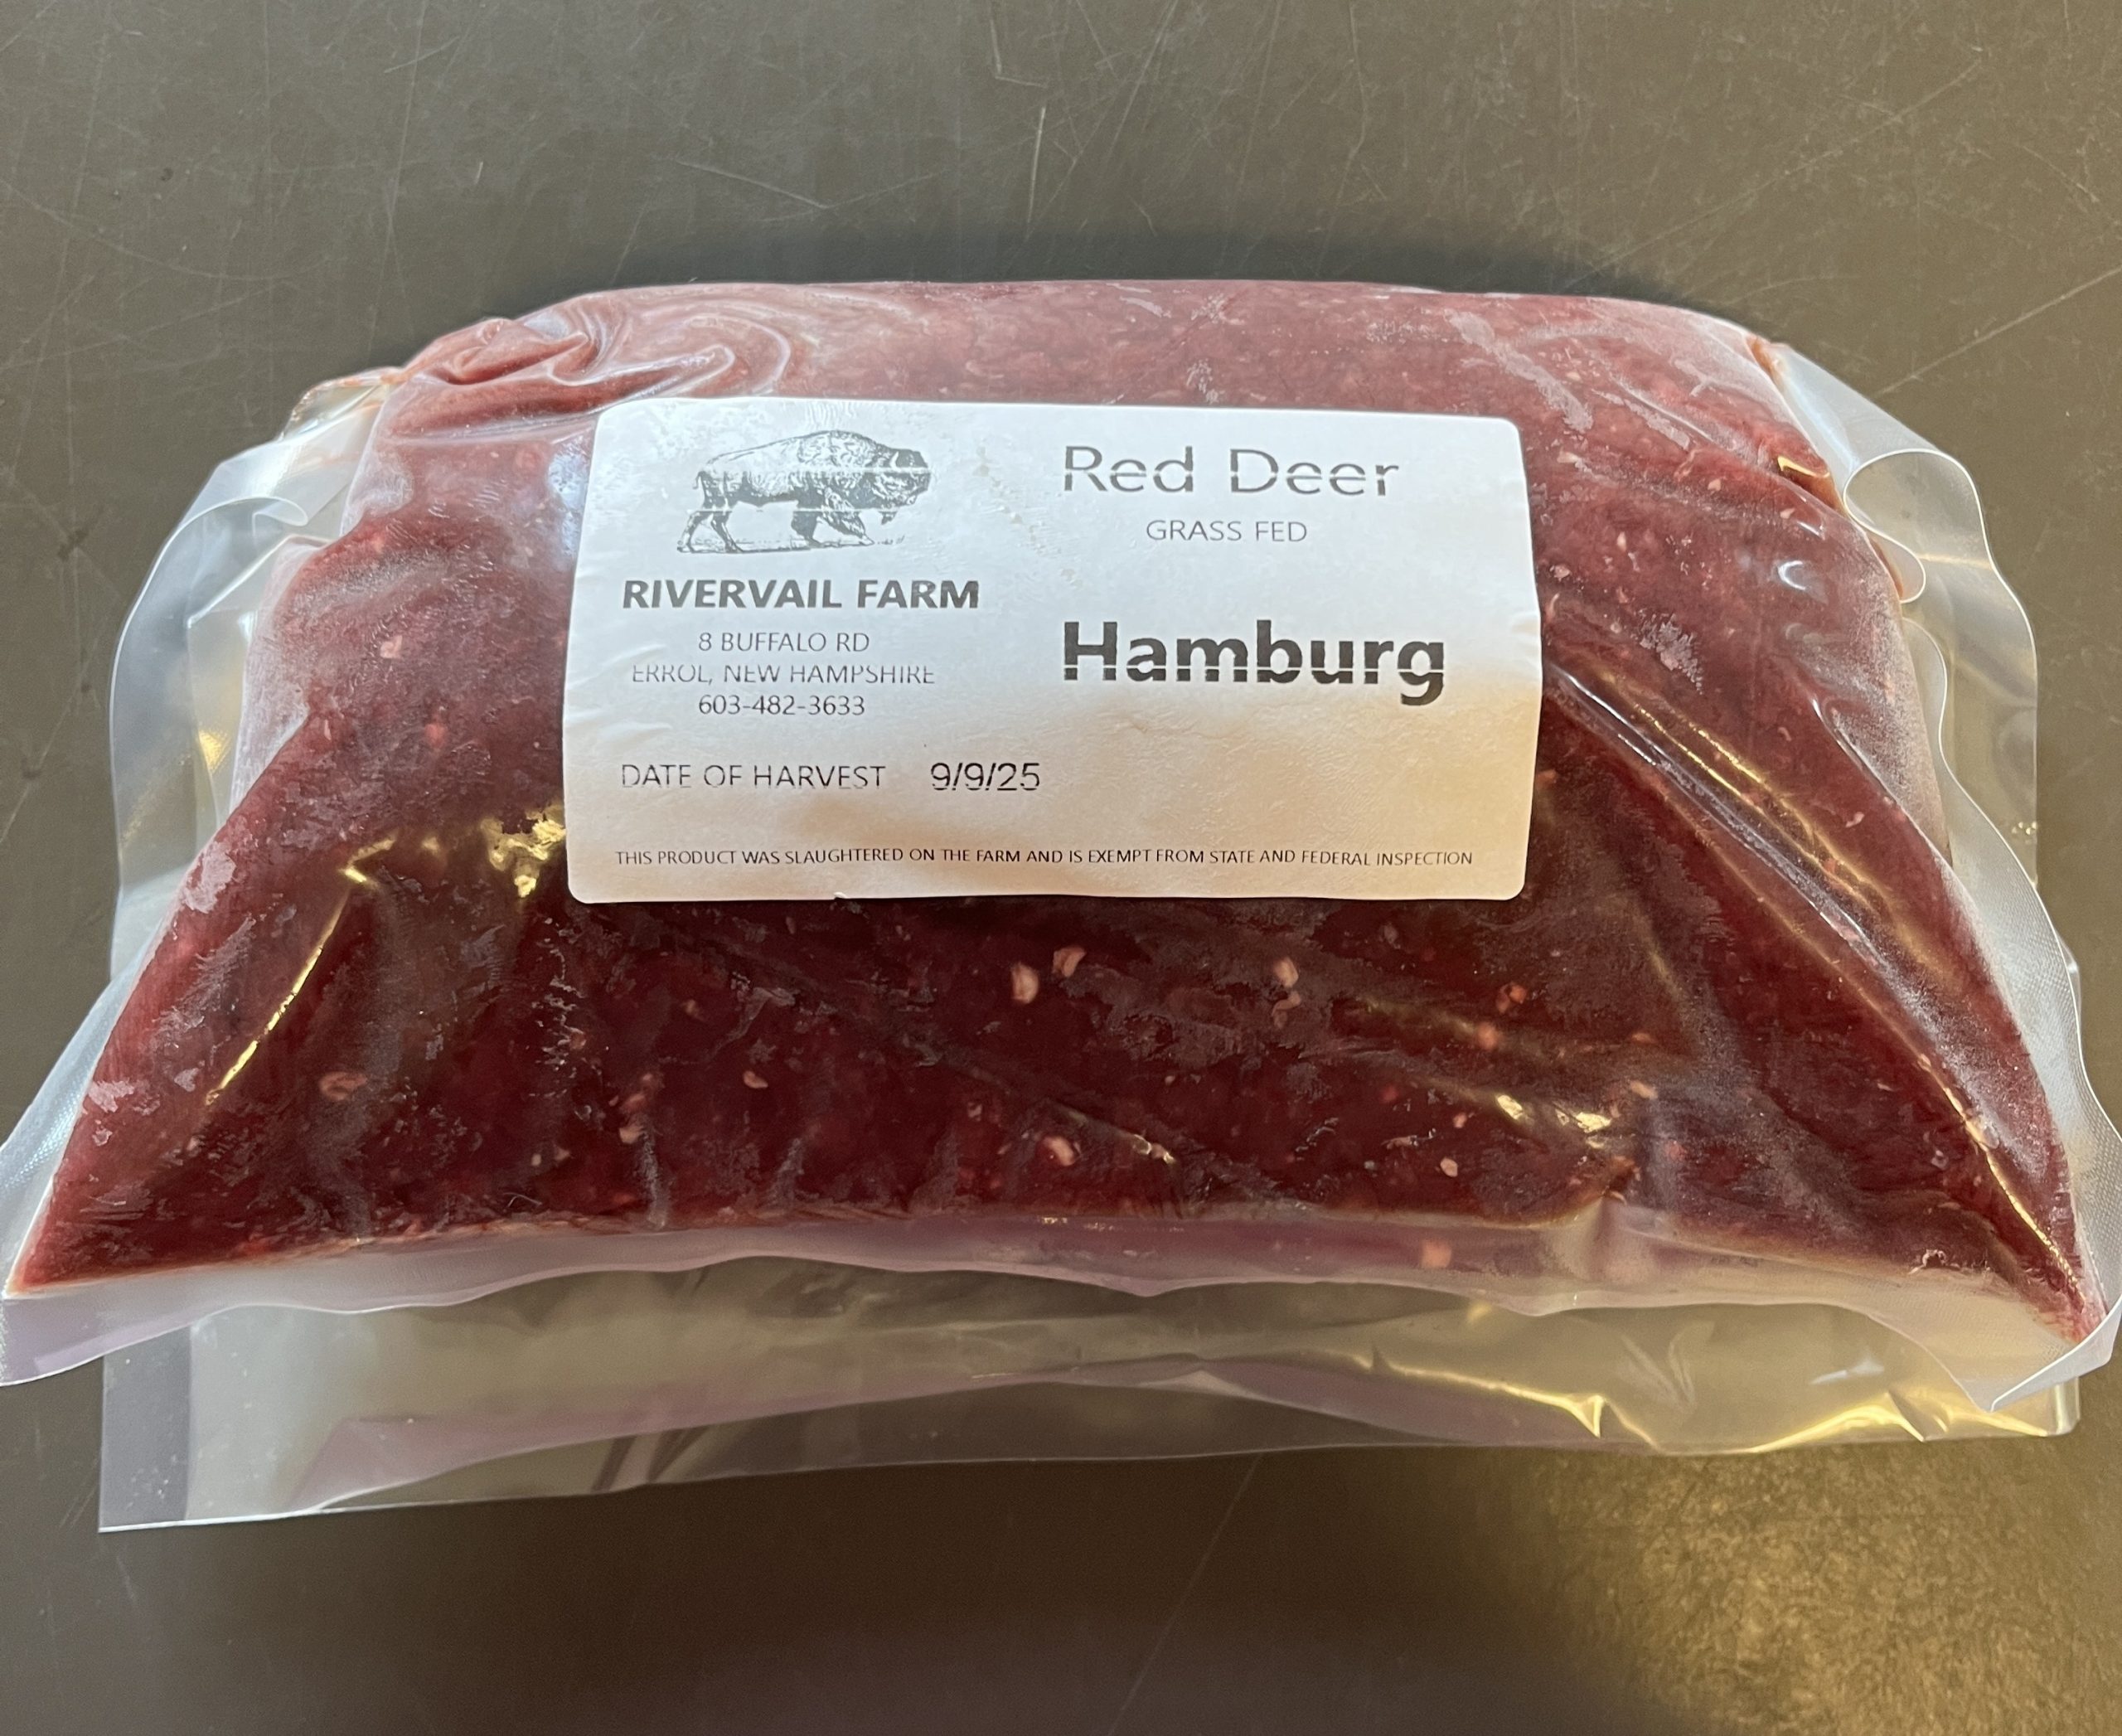 RIVERVAIL FARM
8 BUFFALO RD
ERROL, NEW HAMPSHIRE
603-482-3633
Red Deer
GRASS FED
Hamburg
DATE OF HARVEST 9/9/25
THIS PRODUCT WAS SLAUGHTERED ON THE FARM AND IS EXEMPT FROM STATE AND FEDERAL INSPECTION